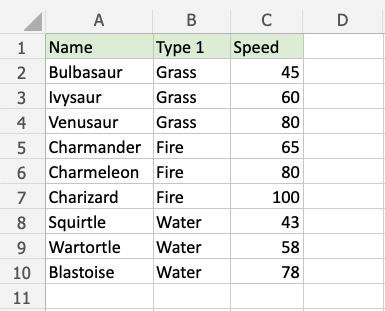 A B C D
1 Name Type 1 Speed
2 Bulbasaur Grass 45
3 Ivysaur Grass 60
4 Venusaur Grass 80
5 Charmander Fire 65
6 Charmeleon Fire 80
7 Charizard Fire 100
8 Squirtle Water 43
9 Wartortle Water 58
10 Blastoise Water 78
11